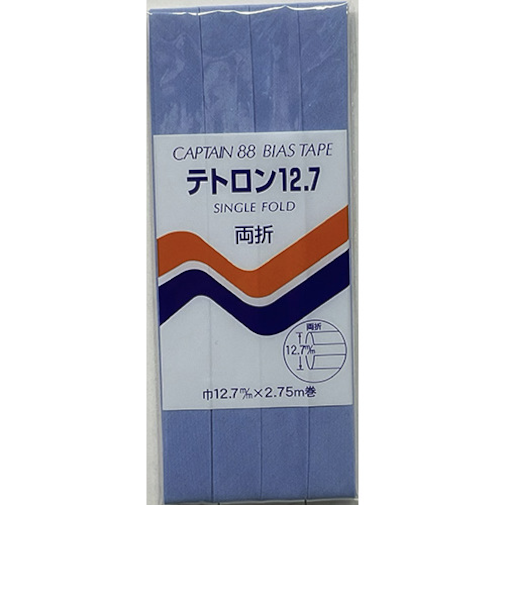 CAPTAIN 88 BIAS TAPE
テトロン12.7
SINGLE FOLD
両折
両折
12.7㎜
巾12.7㎜×2.75m巻